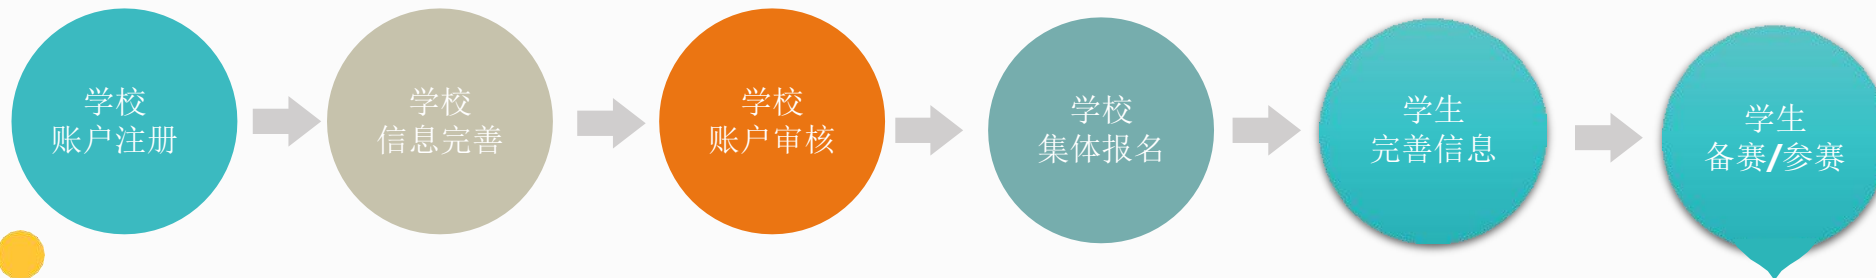 学校
账户注册
学校
信息完善
学校
账户审核
学校
集体报名
学生
完善信息
学生
备赛/参赛